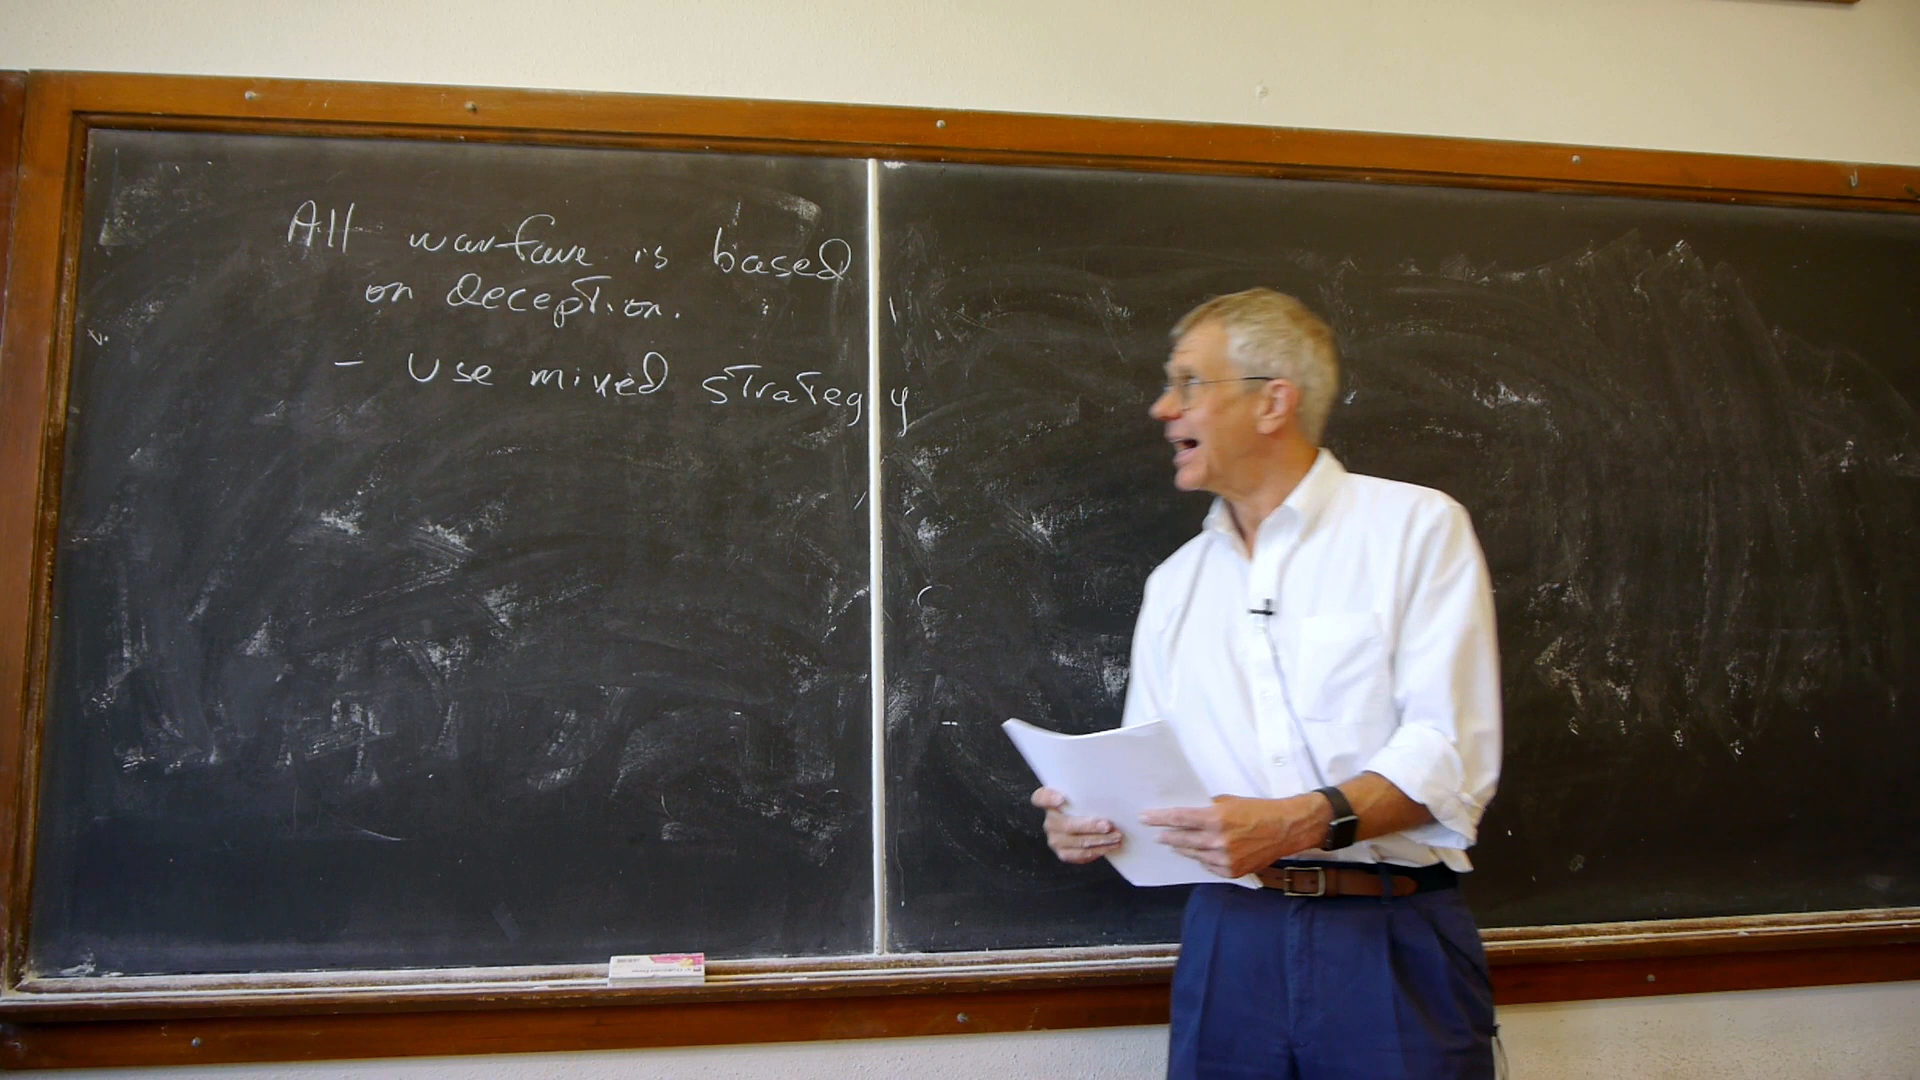 All warfare is based
on deception.
- Use mixed strategy